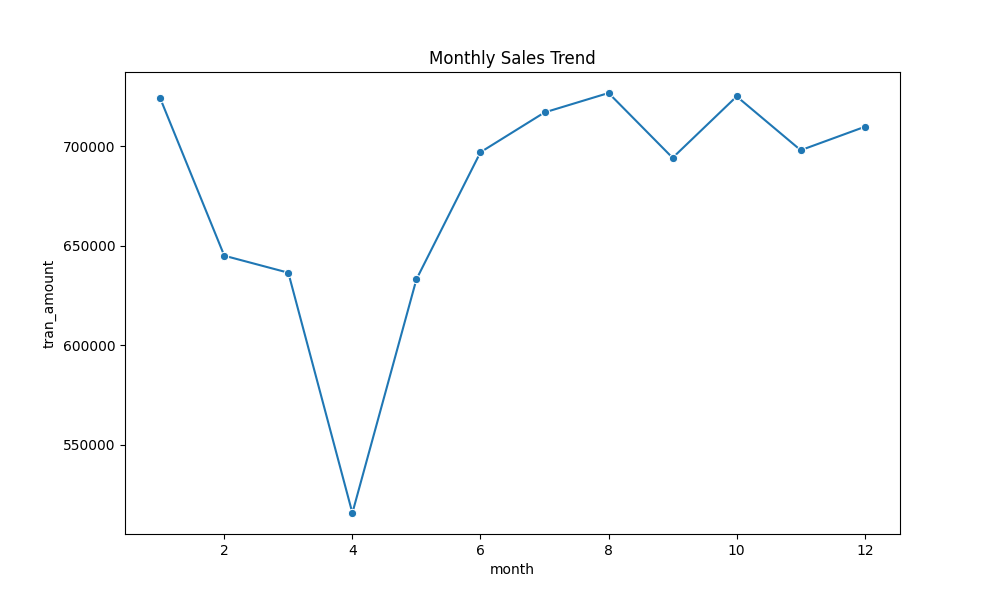 Monthly Sales Trend
700000
650000
600000
550000
tran_amount
2 4 6 8 10 12
month